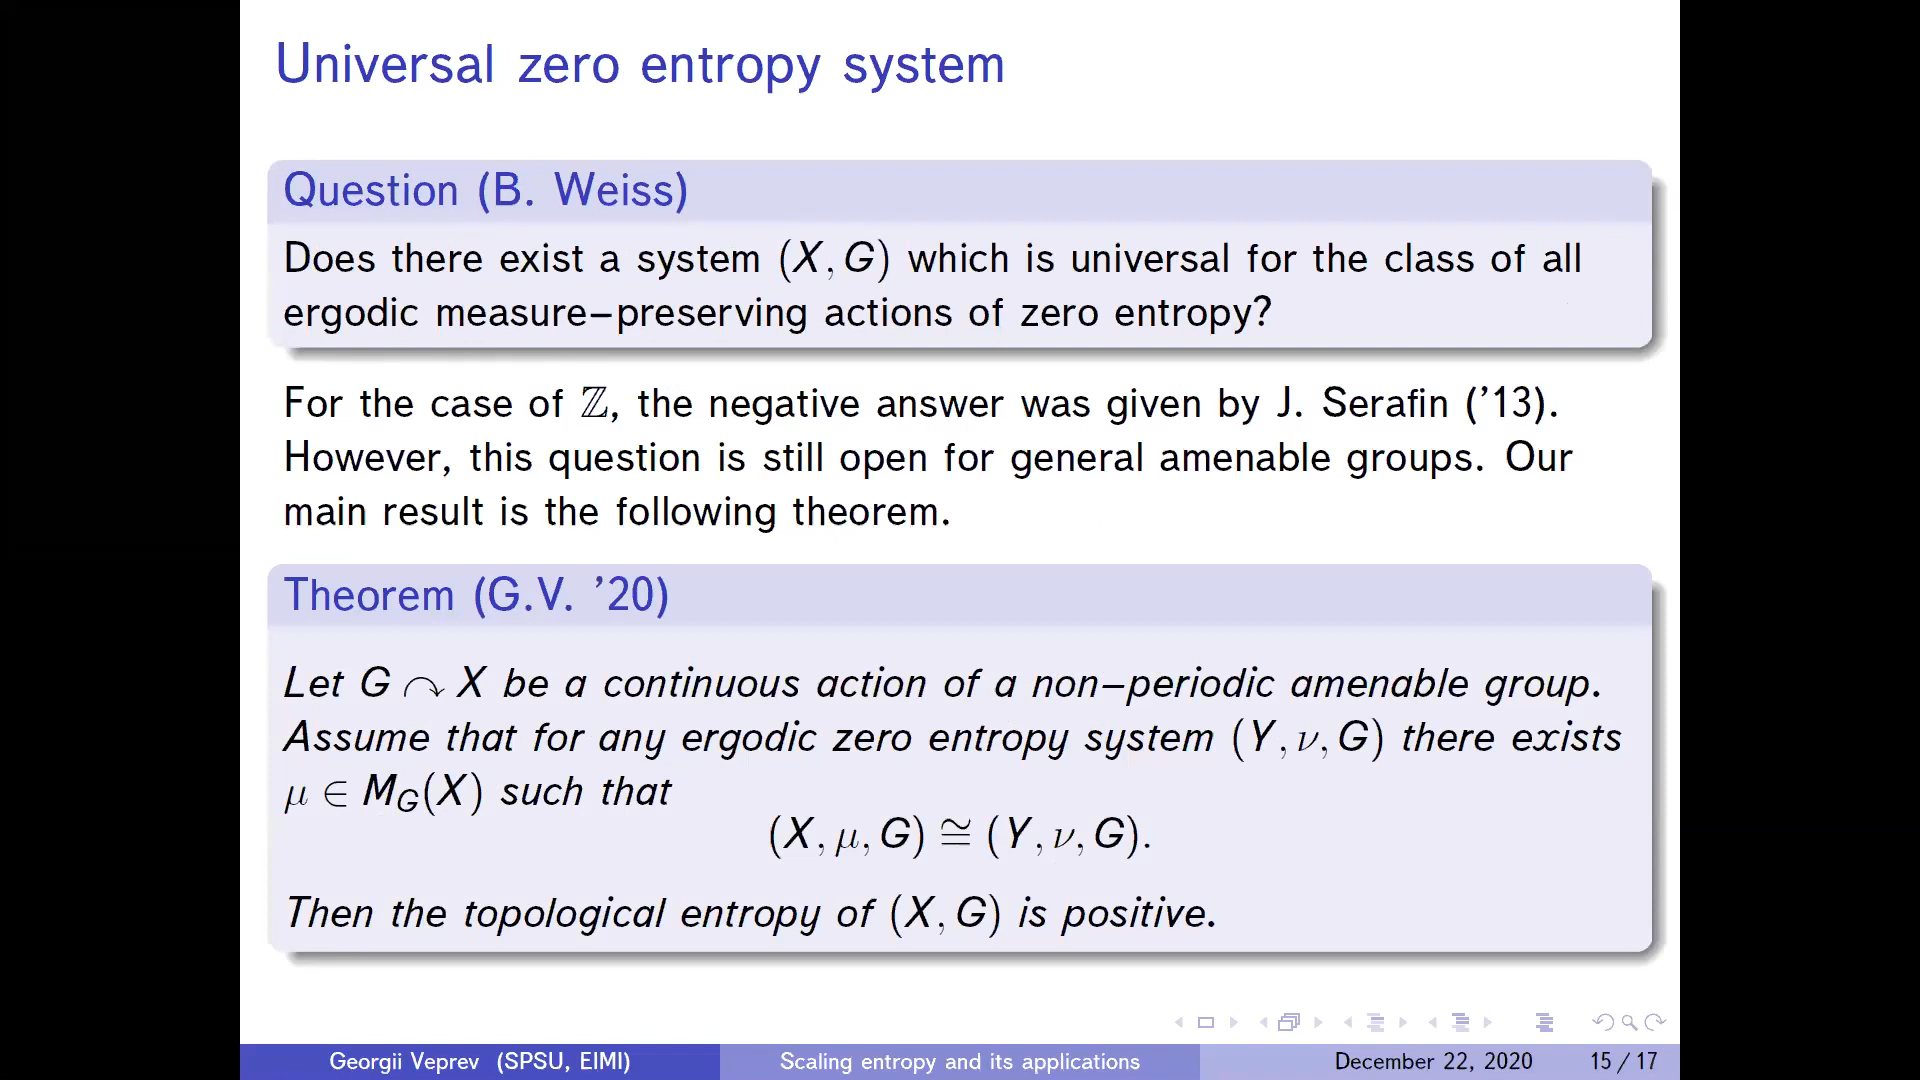 Universal zero entropy system
Question (B. Weiss)
Does there exist a system (X, G) which is universal for the class of all
ergodic measure–preserving actions of zero entropy?
For the case of ℤ, the negative answer was given by J. Serafin (’13).
However, this question is still open for general amenable groups. Our
main result is the following theorem.
Theorem (G.V. ’20)
Let G ↷ X be a continuous action of a non–periodic amenable group.
Assume that for any ergodic zero entropy system (Y, ν, G) there exists
μ ∈ M_G(X) such that
(X, μ, G) ≅ (Y, ν, G).
Then the topological entropy of (X, G) is positive.
Georgii Veprev (SPSU, EIMI) Scaling entropy and its applications December 22, 2020 15 / 17